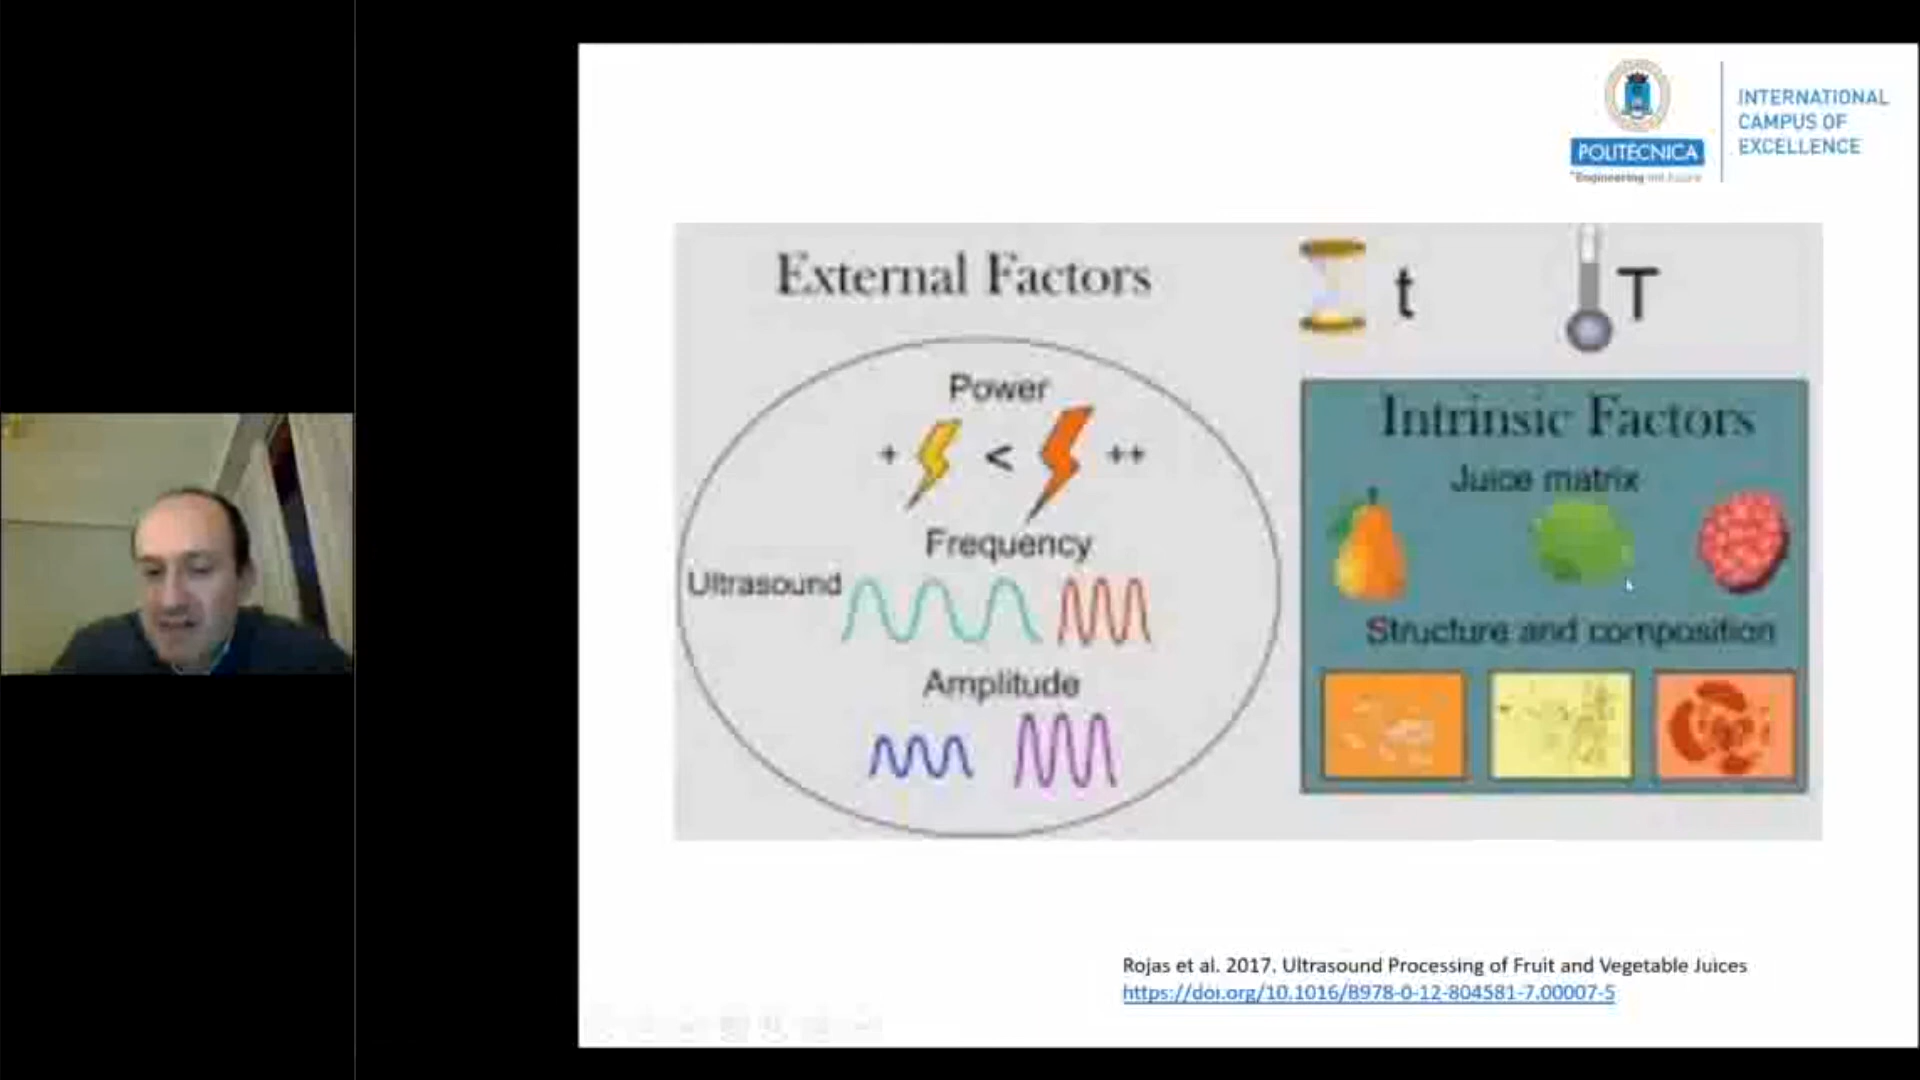 POLITÉCNICA
"Engineering the future"
INTERNATIONAL
CAMPUS OF
EXCELLENCE
External Factors
t
T
Power
+ < ++
Frequency
Ultrasound
Amplitude
Intrinsic Factors
Juice matrix
Structure and composition
Rojas et al. 2017. Ultrasound Processing of Fruit and Vegetable Juices
https://doi.org/10.1016/B978-0-12-804581-7.00007-5